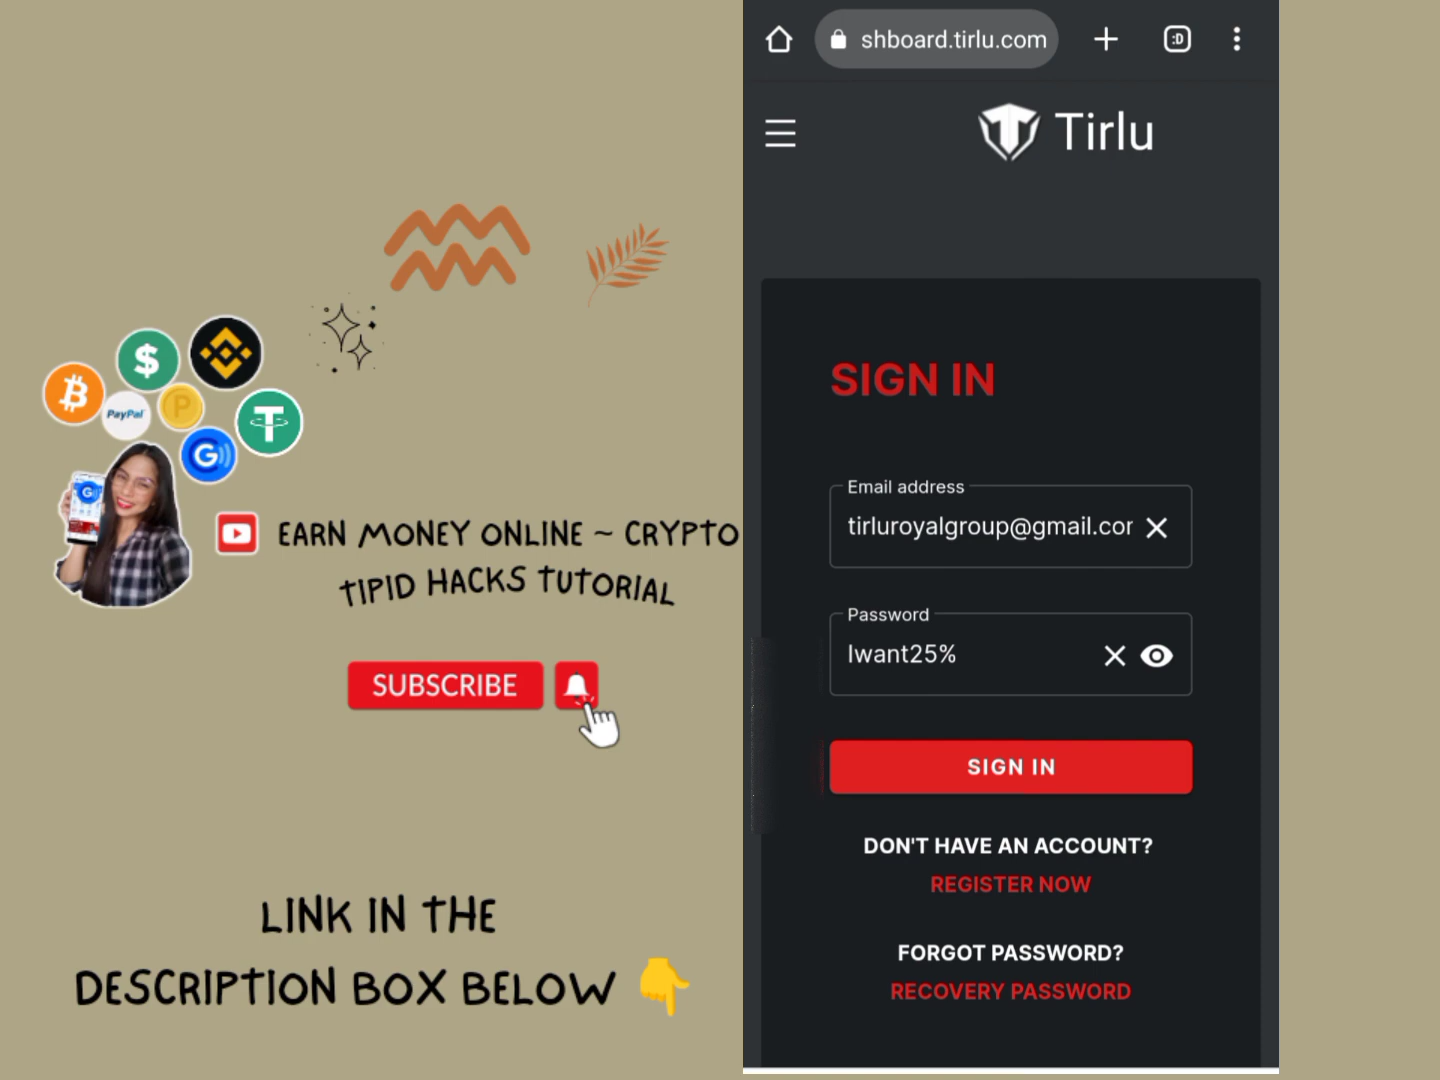 PayPal
EARN MONEY ONLINE ~ CRYPTO
TIPID HACKS TUTORIAL
SUBSCRIBE
LINK IN THE
DESCRIPTION BOX BELOW
shboard.tirlu.com
:D
Tirlu
SIGN IN
Email address
tirluroyalgroup@gmail.cor
Password
Iwant25%
SIGN IN
DON'T HAVE AN ACCOUNT?
REGISTER NOW
FORGOT PASSWORD?
RECOVERY PASSWORD